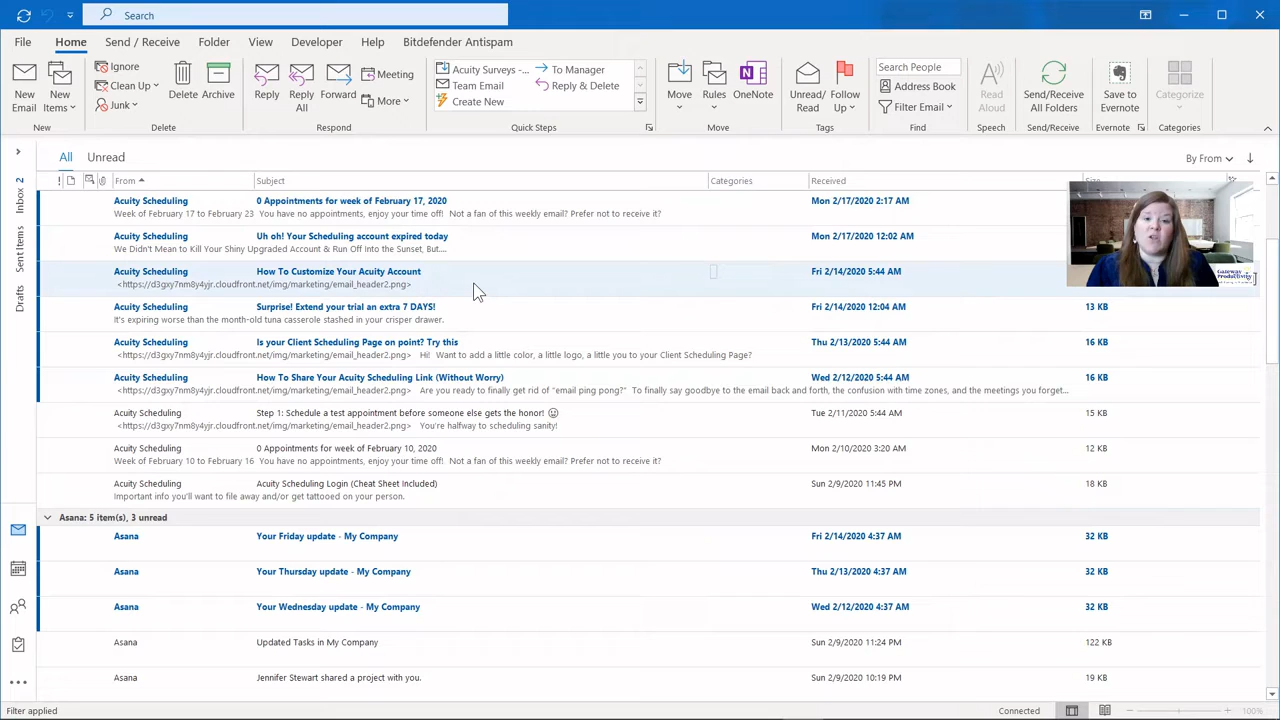 Search
File Home Send / Receive Folder View Developer Help Bitdefender Antispam
New Email
New Items
Ignore
Clean Up
Junk
Delete
Archive
Reply
Reply All
Forward
Meeting
More
Acuity Surveys -...
Team Email
Create New
To Manager
Reply & Delete
Move
Rules
OneNote
Unread/ Read
Follow Up
Search People
Address Book
Filter Email
Read Aloud
Send/Receive All Folders
Save to Evernote
Categorize
New Delete Respond Quick Steps Move Tags Find Speech Send/Receive Evernote Categories
All Unread By From
Inbox 2
Sent Items
Drafts
! From Subject Categories Received Size
Acuity Scheduling 0 Appointments for week of February 17, 2020 Mon 2/17/2020 2:17 AM
Week of February 17 to February 23 You have no appointments, enjoy your time off! Not a fan of this weekly email? Prefer not to receive it?
Acuity Scheduling Uh oh! Your Scheduling account expired today Mon 2/17/2020 12:02 AM
We Didn't Mean to Kill Your Shiny Upgraded Account & Run Off Into the Sunset, But....
Acuity Scheduling How To Customize Your Acuity Account Fri 2/14/2020 5:44 AM
<https://d3gxy7nm8y4yjr.cloudfront.net/img/marketing/email_header2.png>
Gateway Productivity
Acuity Scheduling Surprise! Extend your trial an extra 7 DAYS! Fri 2/14/2020 12:04 AM 13 KB
It's expiring worse than the month-old tuna casserole stashed in your crisper drawer.
Acuity Scheduling Is your Client Scheduling Page on point? Try this Thu 2/13/2020 5:44 AM 16 KB
<https://d3gxy7nm8y4yjr.cloudfront.net/img/marketing/email_header2.png> Hi! Want to add a little color, a little logo, a little you to your Client Scheduling Page?
Acuity Scheduling How To Share Your Acuity Scheduling Link (Without Worry) Wed 2/12/2020 5:44 AM 16 KB
<https://d3gxy7nm8y4yjr.cloudfront.net/img/marketing/email_header2.png> Are you ready to finally get rid of "email ping pong?" To finally say goodbye to the email back and forth, the confusion with time zones, and the meetings you forget...
Acuity Scheduling Step 1: Schedule a test appointment before someone else gets the honor! Tue 2/11/2020 5:44 AM 15 KB
<https://d3gxy7nm8y4yjr.cloudfront.net/img/marketing/email_header2.png> You're halfway to scheduling sanity!
Acuity Scheduling 0 Appointments for week of February 10, 2020 Mon 2/10/2020 3:20 AM 12 KB
Week of February 10 to February 16 You have no appointments, enjoy your time off! Not a fan of this weekly email? Prefer not to receive it?
Acuity Scheduling Acuity Scheduling Login (Cheat Sheet Included) Sun 2/9/2020 11:45 PM 18 KB
Important info you'll want to file away and/or get tattooed on your person.
Asana: 5 item(s), 3 unread
Asana Your Friday update - My Company Fri 2/14/2020 4:37 AM 32 KB
Asana Your Thursday update - My Company Thu 2/13/2020 4:37 AM 32 KB
Asana Your Wednesday update - My Company Wed 2/12/2020 4:37 AM 32 KB
Asana Updated Tasks in My Company Sun 2/9/2020 11:24 PM 122 KB
Asana Jennifer Stewart shared a project with you. Sun 2/9/2020 10:19 PM 19 KB
Filter applied Connected 100%